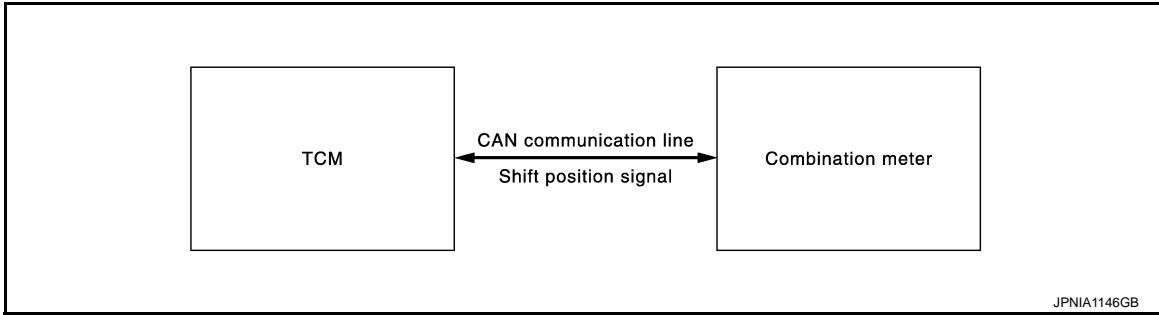 TCM
CAN communication line
Shift position signal
Combination meter
JPNIA1146GB